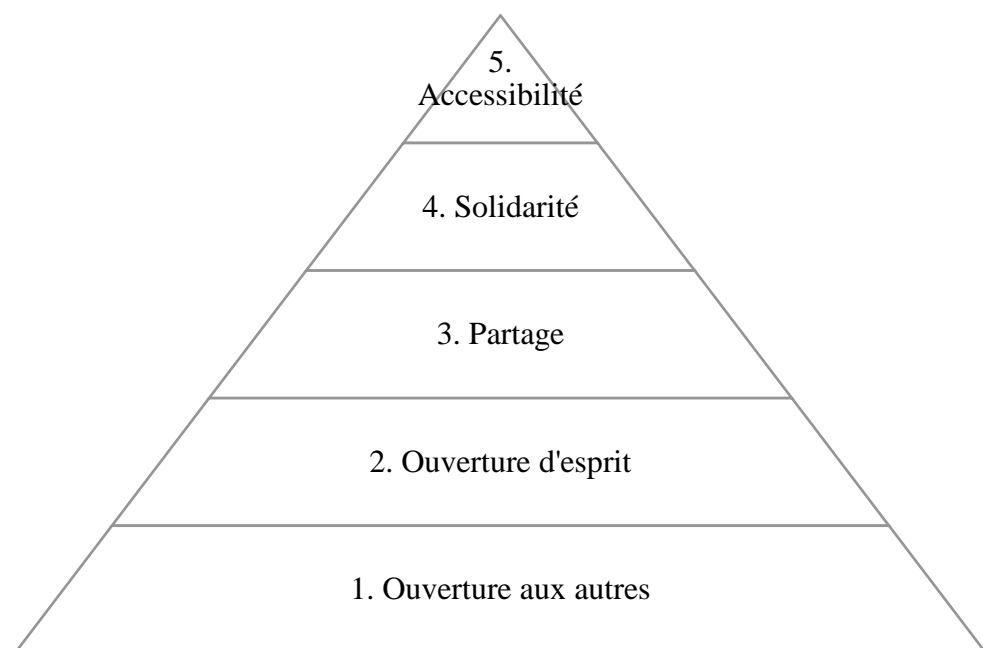 5.
Accessibilité
4. Solidarité
3. Partage
2. Ouverture d'esprit
1. Ouverture aux autres